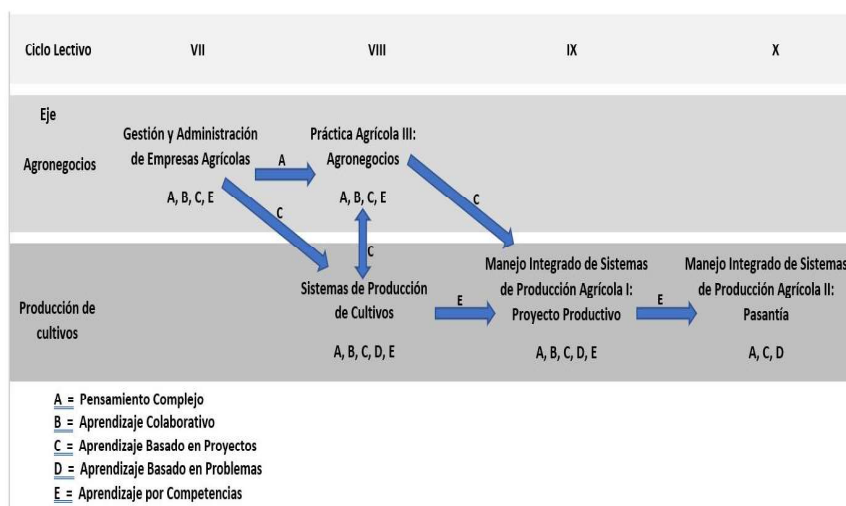 Ciclo Lectivo VII VIII IX X
Eje
Agronegocios
Gestión y Administración
de Empresas Agrícolas
A, B, C, E
A
Práctica Agrícola III:
Agronegocios
A, B, C, E
C
C
C
Producción de
cultivos
Sistemas de Producción
de Cultivos
A, B, C, D, E
E
Manejo Integrado de Sistemas
de Producción Agrícola I:
Proyecto Productivo
A, B, C, D, E
E
Manejo Integrado de Sistemas
de Producción Agrícola II:
Pasantía
A, C, D
A = Pensamiento Complejo
B = Aprendizaje Colaborativo
C = Aprendizaje Basado en Proyectos
D = Aprendizaje Basado en Problemas
E = Aprendizaje por Competencias